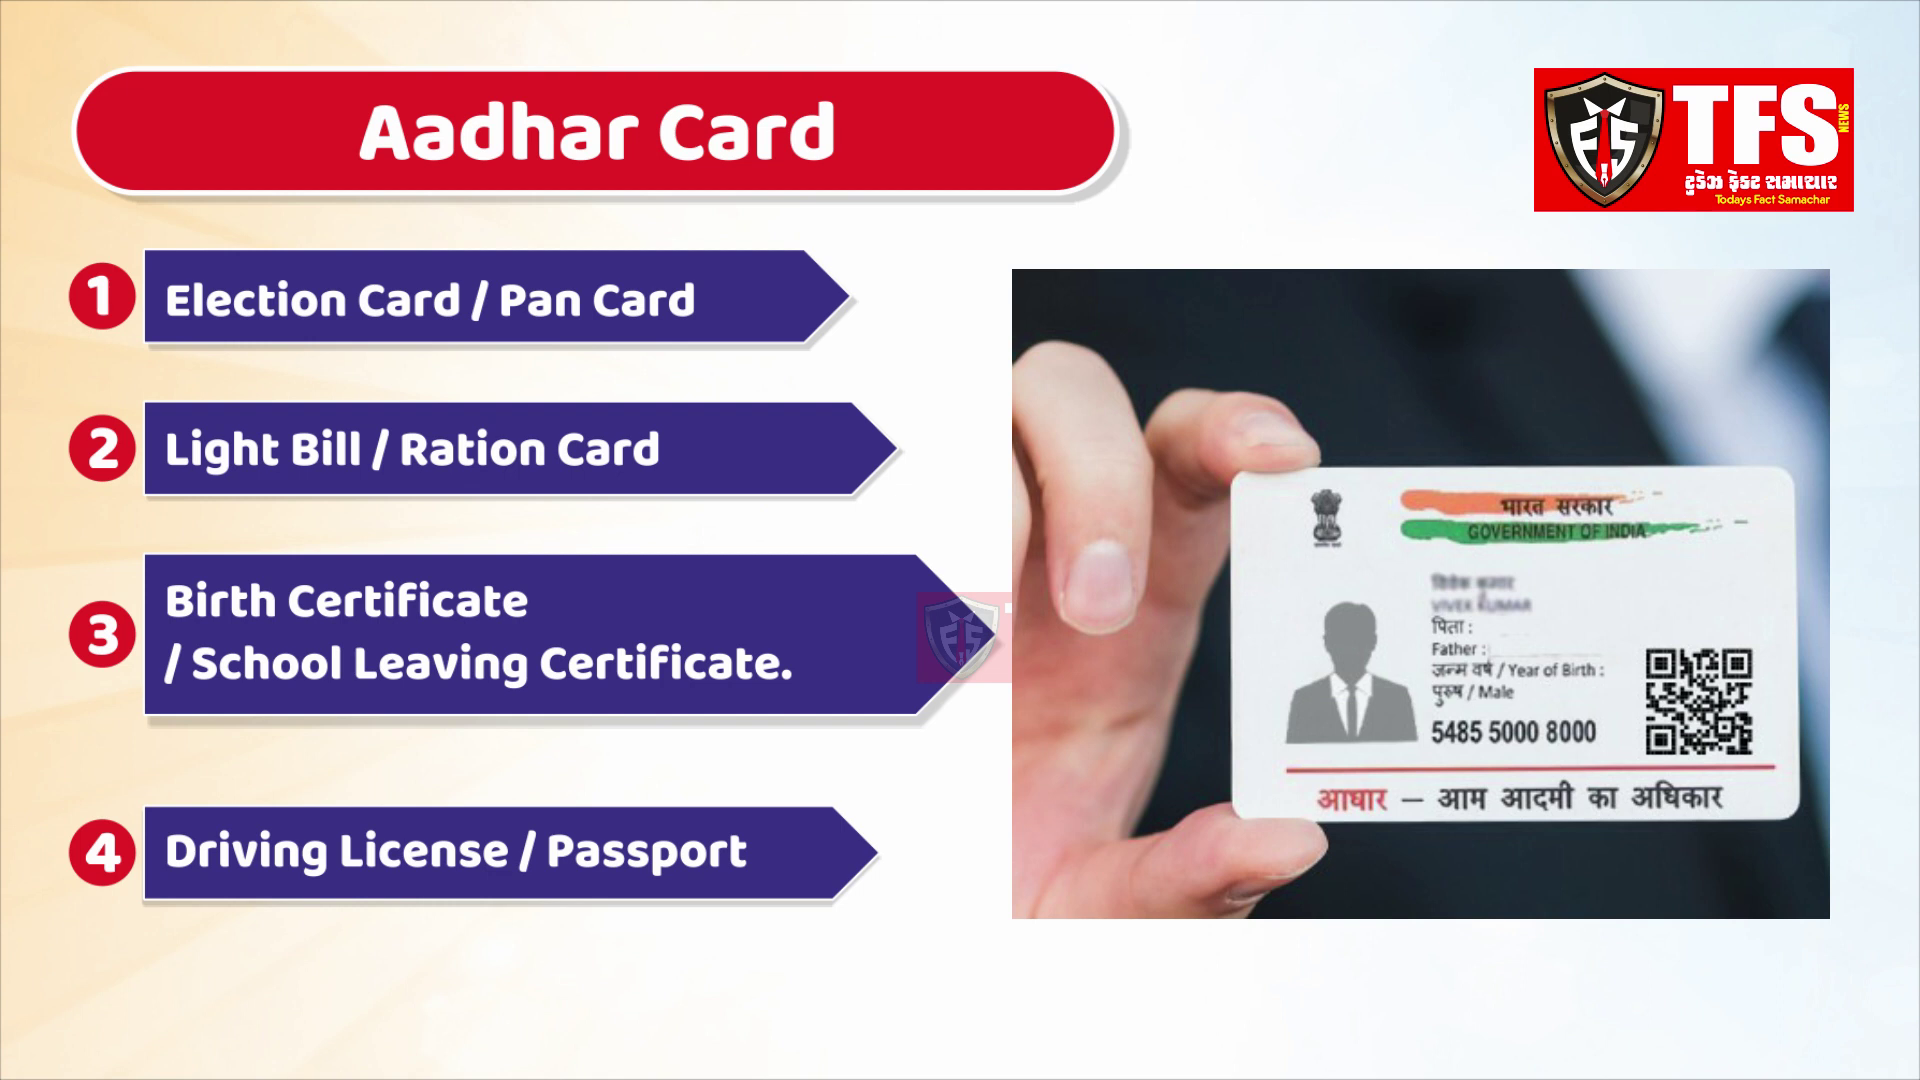 Aadhar Card
TFS
NEWS
ટુડેઝ ફેક્ટ સમાચાર
Todays Fact Samachar
1
Election Card / Pan Card
2
Light Bill / Ration Card
3
Birth Certificate
/ School Leaving Certificate.
4
Driving License / Passport
भारत सरकार
GOVERNMENT OF INDIA
VIVEK KUMAR
पिता :
Father :
जन्म वर्ष / Year of Birth :
पुरुष / Male
5485 5000 8000
आधार – आम आदमी का अधिकार